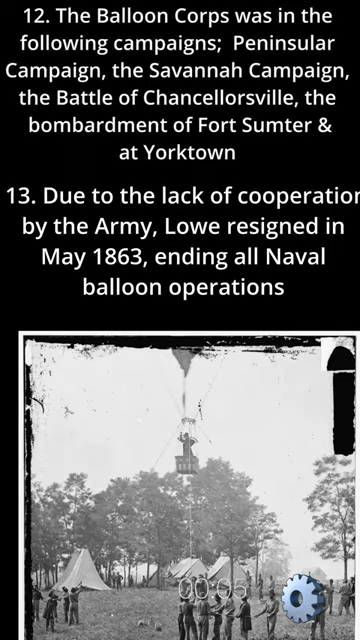 12. The Balloon Corps was in the
following campaigns;  Peninsular
Campaign, the Savannah Campaign,
the Battle of Chancellorsville, the
bombardment of Fort Sumter &
at Yorktown
13. Due to the lack of cooperation
by the Army, Lowe resigned in
May 1863, ending all Naval
balloon operations
00:05